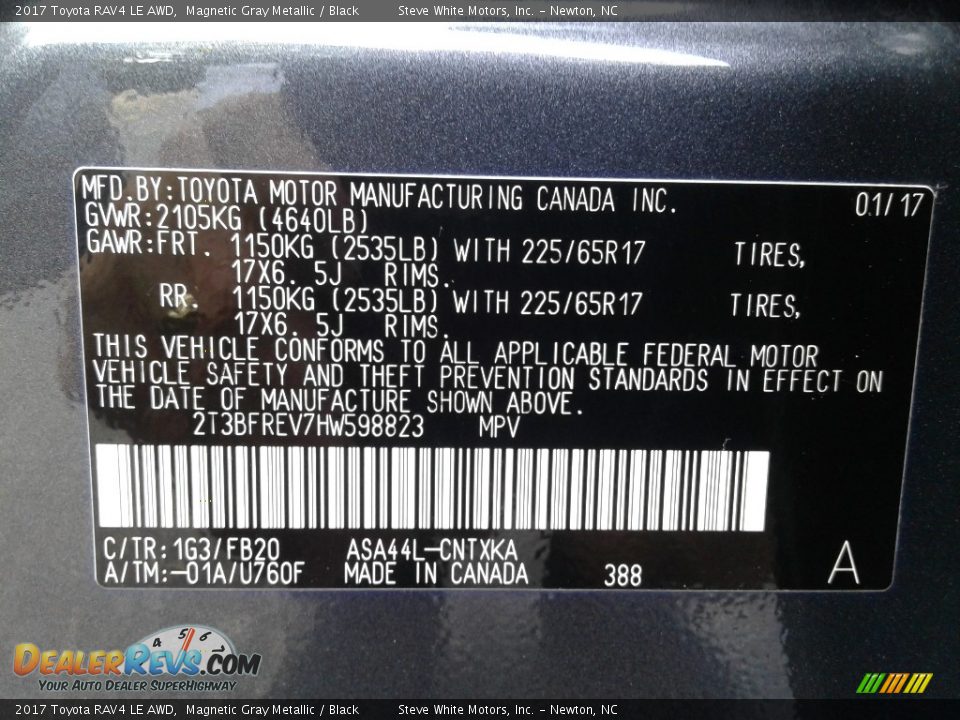 2017 Toyota RAV4 LE AWD, Magnetic Gray Metallic / Black Steve White Motors, Inc. – Newton, NC
MFD.BY:TOYOTA MOTOR MANUFACTURING CANADA INC. 01/17
GVWR:2105KG (4640LB)
GAWR:FRT. 1150KG (2535LB) WITH 225/65R17 TIRES,
17X6. 5J RIMS.
RR. 1150KG (2535LB) WITH 225/65R17 TIRES,
17X6. 5J RIMS.
THIS VEHICLE CONFORMS TO ALL APPLICABLE FEDERAL MOTOR
VEHICLE SAFETY AND THEFT PREVENTION STANDARDS IN EFFECT ON
THE DATE OF MANUFACTURE SHOWN ABOVE.
2T3BFREV7HW598823 MPV
C/TR:1G3/FB20 ASA44L-CNTXKA
A/TM:-01A/U760F MADE IN CANADA 388 A
4 5 6
DEALERREVS.COM
YOUR AUTO DEALER SUPERHIGHWAY
2017 Toyota RAV4 LE AWD, Magnetic Gray Metallic / Black Steve White Motors, Inc. – Newton, NC